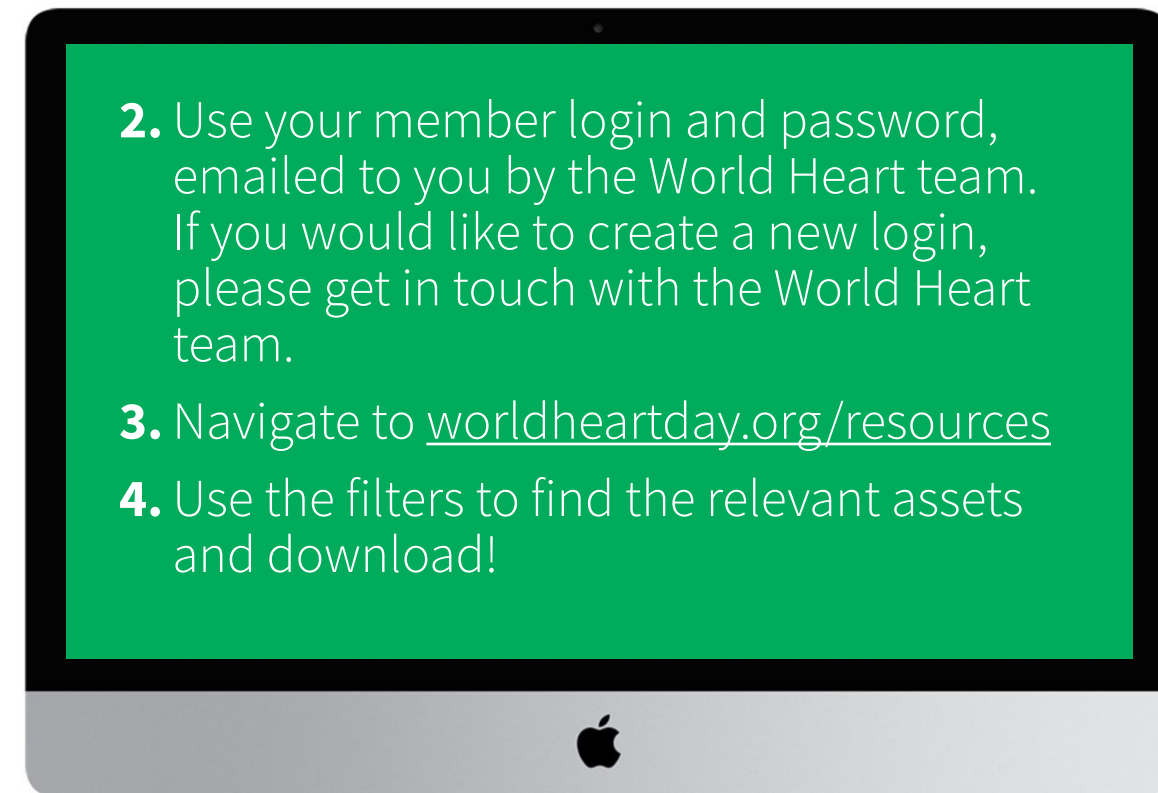 2. Use your member login and password,
emailed to you by the World Heart team.
If you would like to create a new login,
please get in touch with the World Heart
team.
3. Navigate to worldheartday.org/resources
4. Use the filters to find the relevant assets
and download!